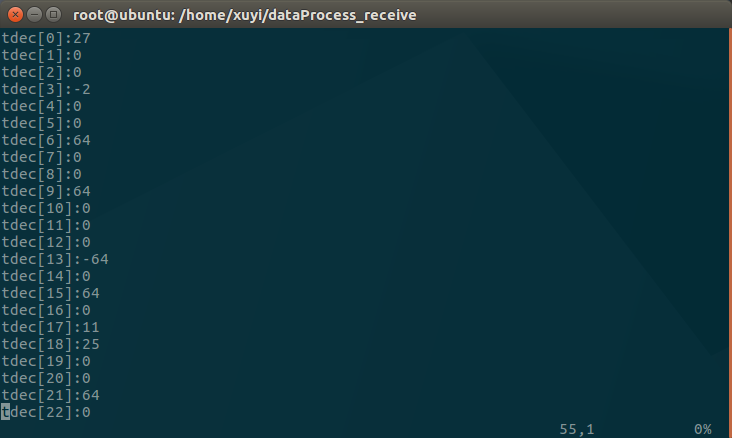 root@ubuntu: /home/xuyi/dataProcess_receive
tdec[0]:27
tdec[1]:0
tdec[2]:0
tdec[3]:-2
tdec[4]:0
tdec[5]:0
tdec[6]:64
tdec[7]:0
tdec[8]:0
tdec[9]:64
tdec[10]:0
tdec[11]:0
tdec[12]:0
tdec[13]:-64
tdec[14]:0
tdec[15]:64
tdec[16]:0
tdec[17]:11
tdec[18]:25
tdec[19]:0
tdec[20]:0
tdec[21]:64
tdec[22]:0
55,1 0%